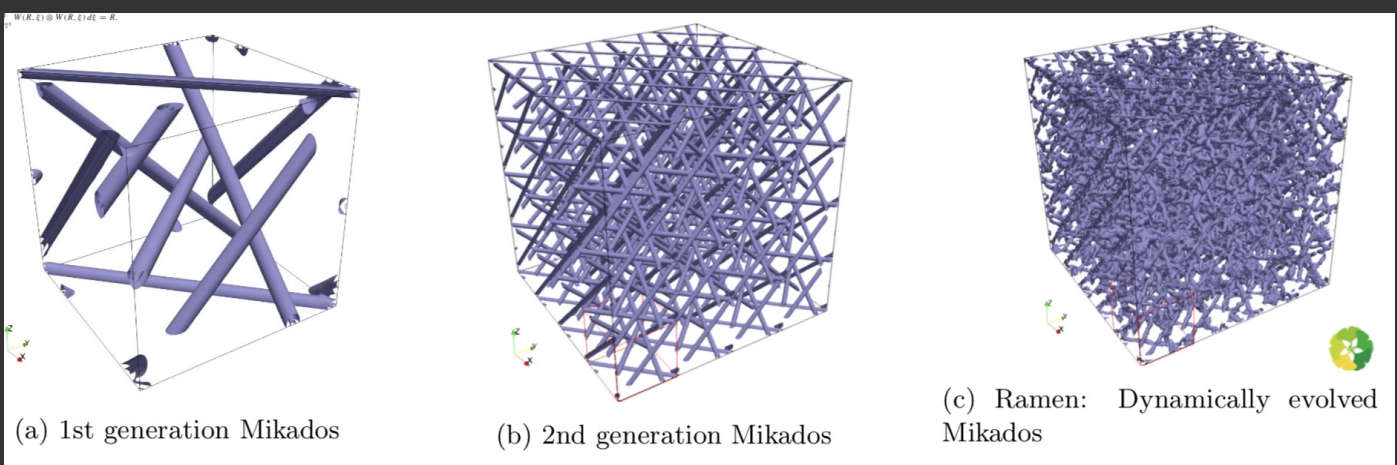 W(R, ξ) ⊗ W(R, ξ) dξ = R.
(a) 1st generation Mikados
(b) 2nd generation Mikados
(c) Ramen: Dynamically evolved
Mikados
Z
Y
X
Z
Y
X
Z
Y
X